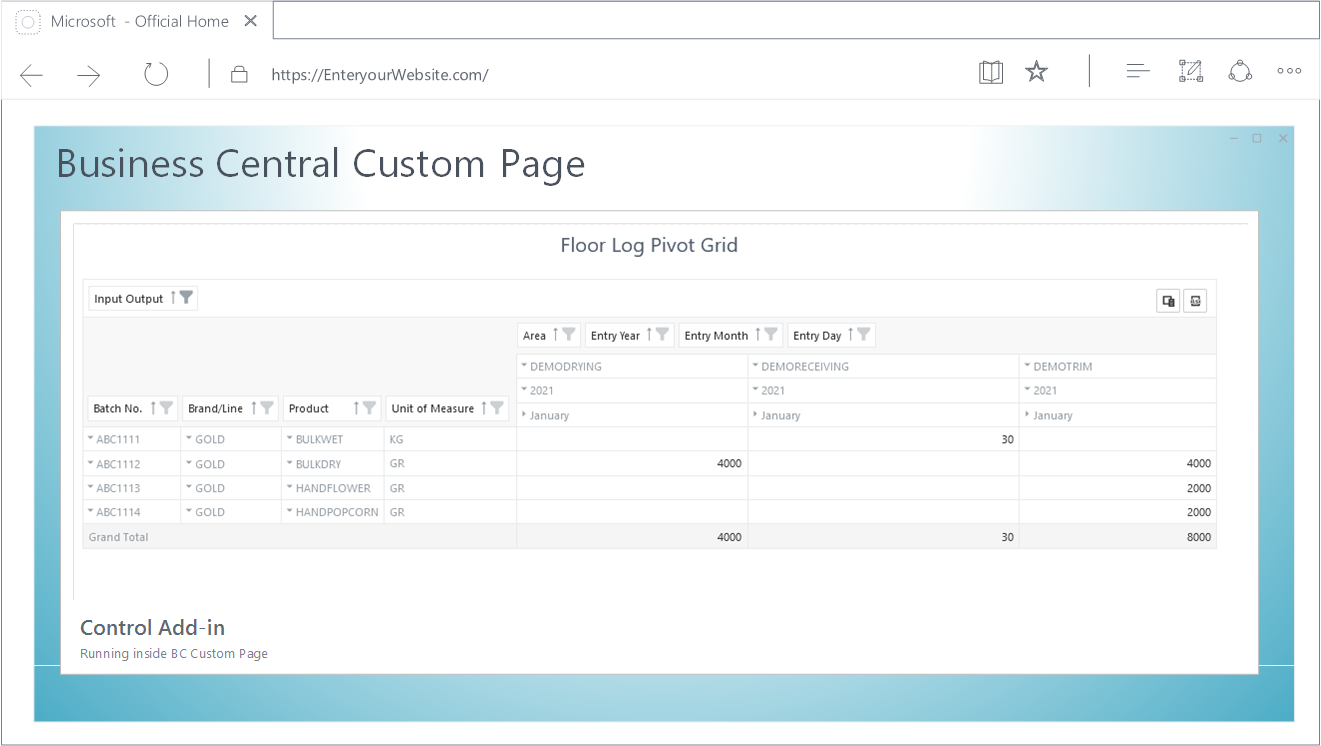 Microsoft - Official Home
https://EnteryourWebsite.com/
Business Central Custom Page
Floor Log Pivot Grid
Input Output
Area Entry Year Entry Month Entry Day
DEMODRYING DEMORECEIVING DEMOTRIM
2021 2021 2021
Batch No. Brand/Line Product Unit of Measure
January January January
ABC1111 GOLD BULKWET KG 30
ABC1112 GOLD BULKDRY GR 4000 4000
ABC1113 GOLD HANDFLOWER GR 2000
ABC1114 GOLD HANDPOPCORN GR 2000
Grand Total 4000 30 8000
Control Add-in
Running inside BC Custom Page